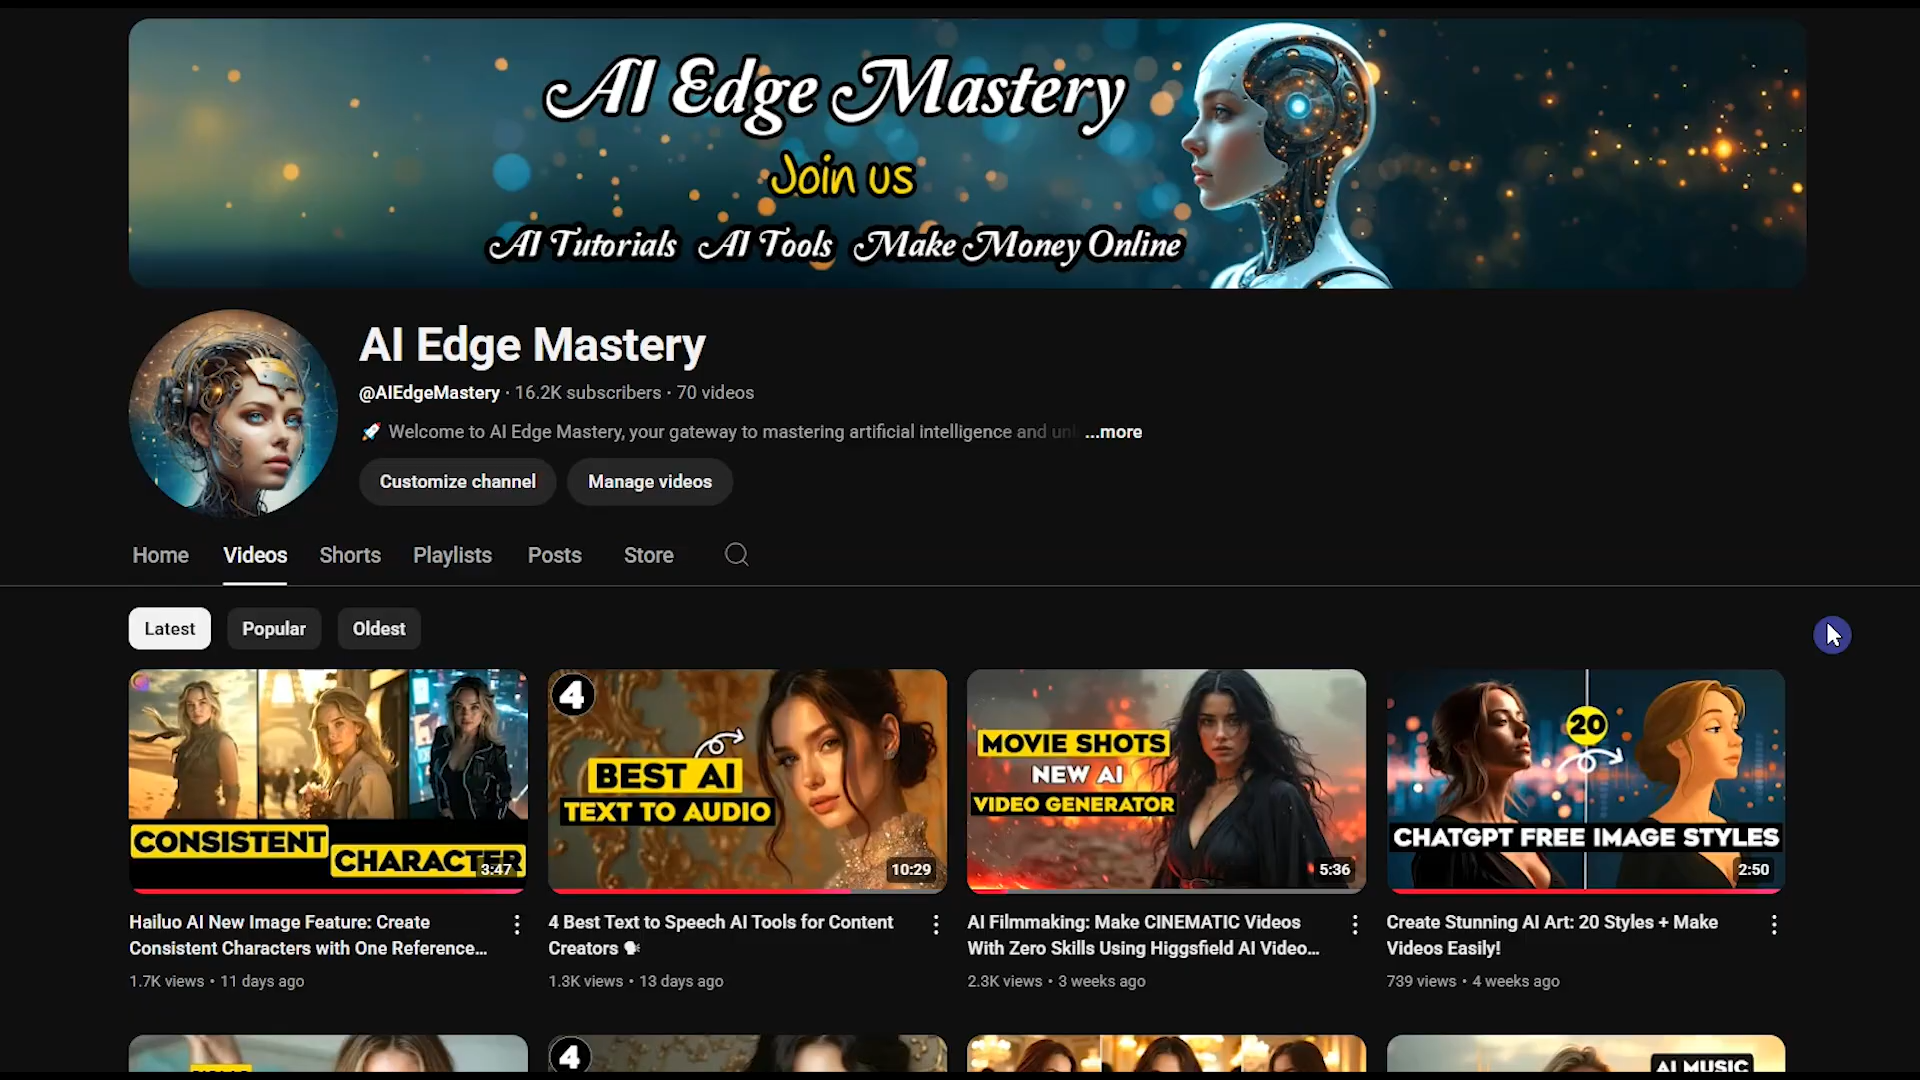 AI Edge Mastery
Join us
AI Tutorials AI Tools Make Money Online
AI Edge Mastery
@AIEdgeMastery · 16.2K subscribers · 70 videos
🚀 Welcome to AI Edge Mastery, your gateway to mastering artificial intelligence and un ...more
Customize channel Manage videos
Home Videos Shorts Playlists Posts Store
Latest Popular Oldest
CONSISTENT
CHARACTER
3:47
4
BEST AI
TEXT TO AUDIO
10:29
MOVIE SHOTS
NEW AI
VIDEO GENERATOR
5:36
20
CHATGPT FREE IMAGE STYLES
2:50
Hailuo AI New Image Feature: Create
Consistent Characters with One Reference...
1.7K views • 11 days ago
4 Best Text to Speech AI Tools for Content
Creators 🗣
1.3K views • 13 days ago
AI Filmmaking: Make CINEMATIC Videos
With Zero Skills Using Higgsfield AI Video...
2.3K views • 3 weeks ago
Create Stunning AI Art: 20 Styles + Make
Videos Easily!
739 views • 4 weeks ago
4
AI MUSIC